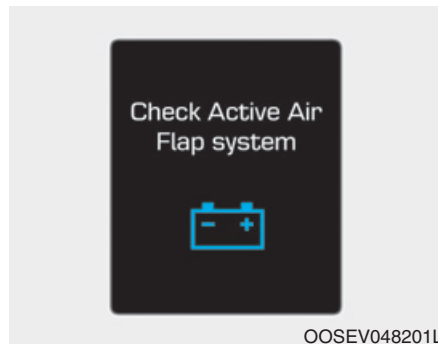 Check Active Air
Flap system
- +
OOSEV048201L